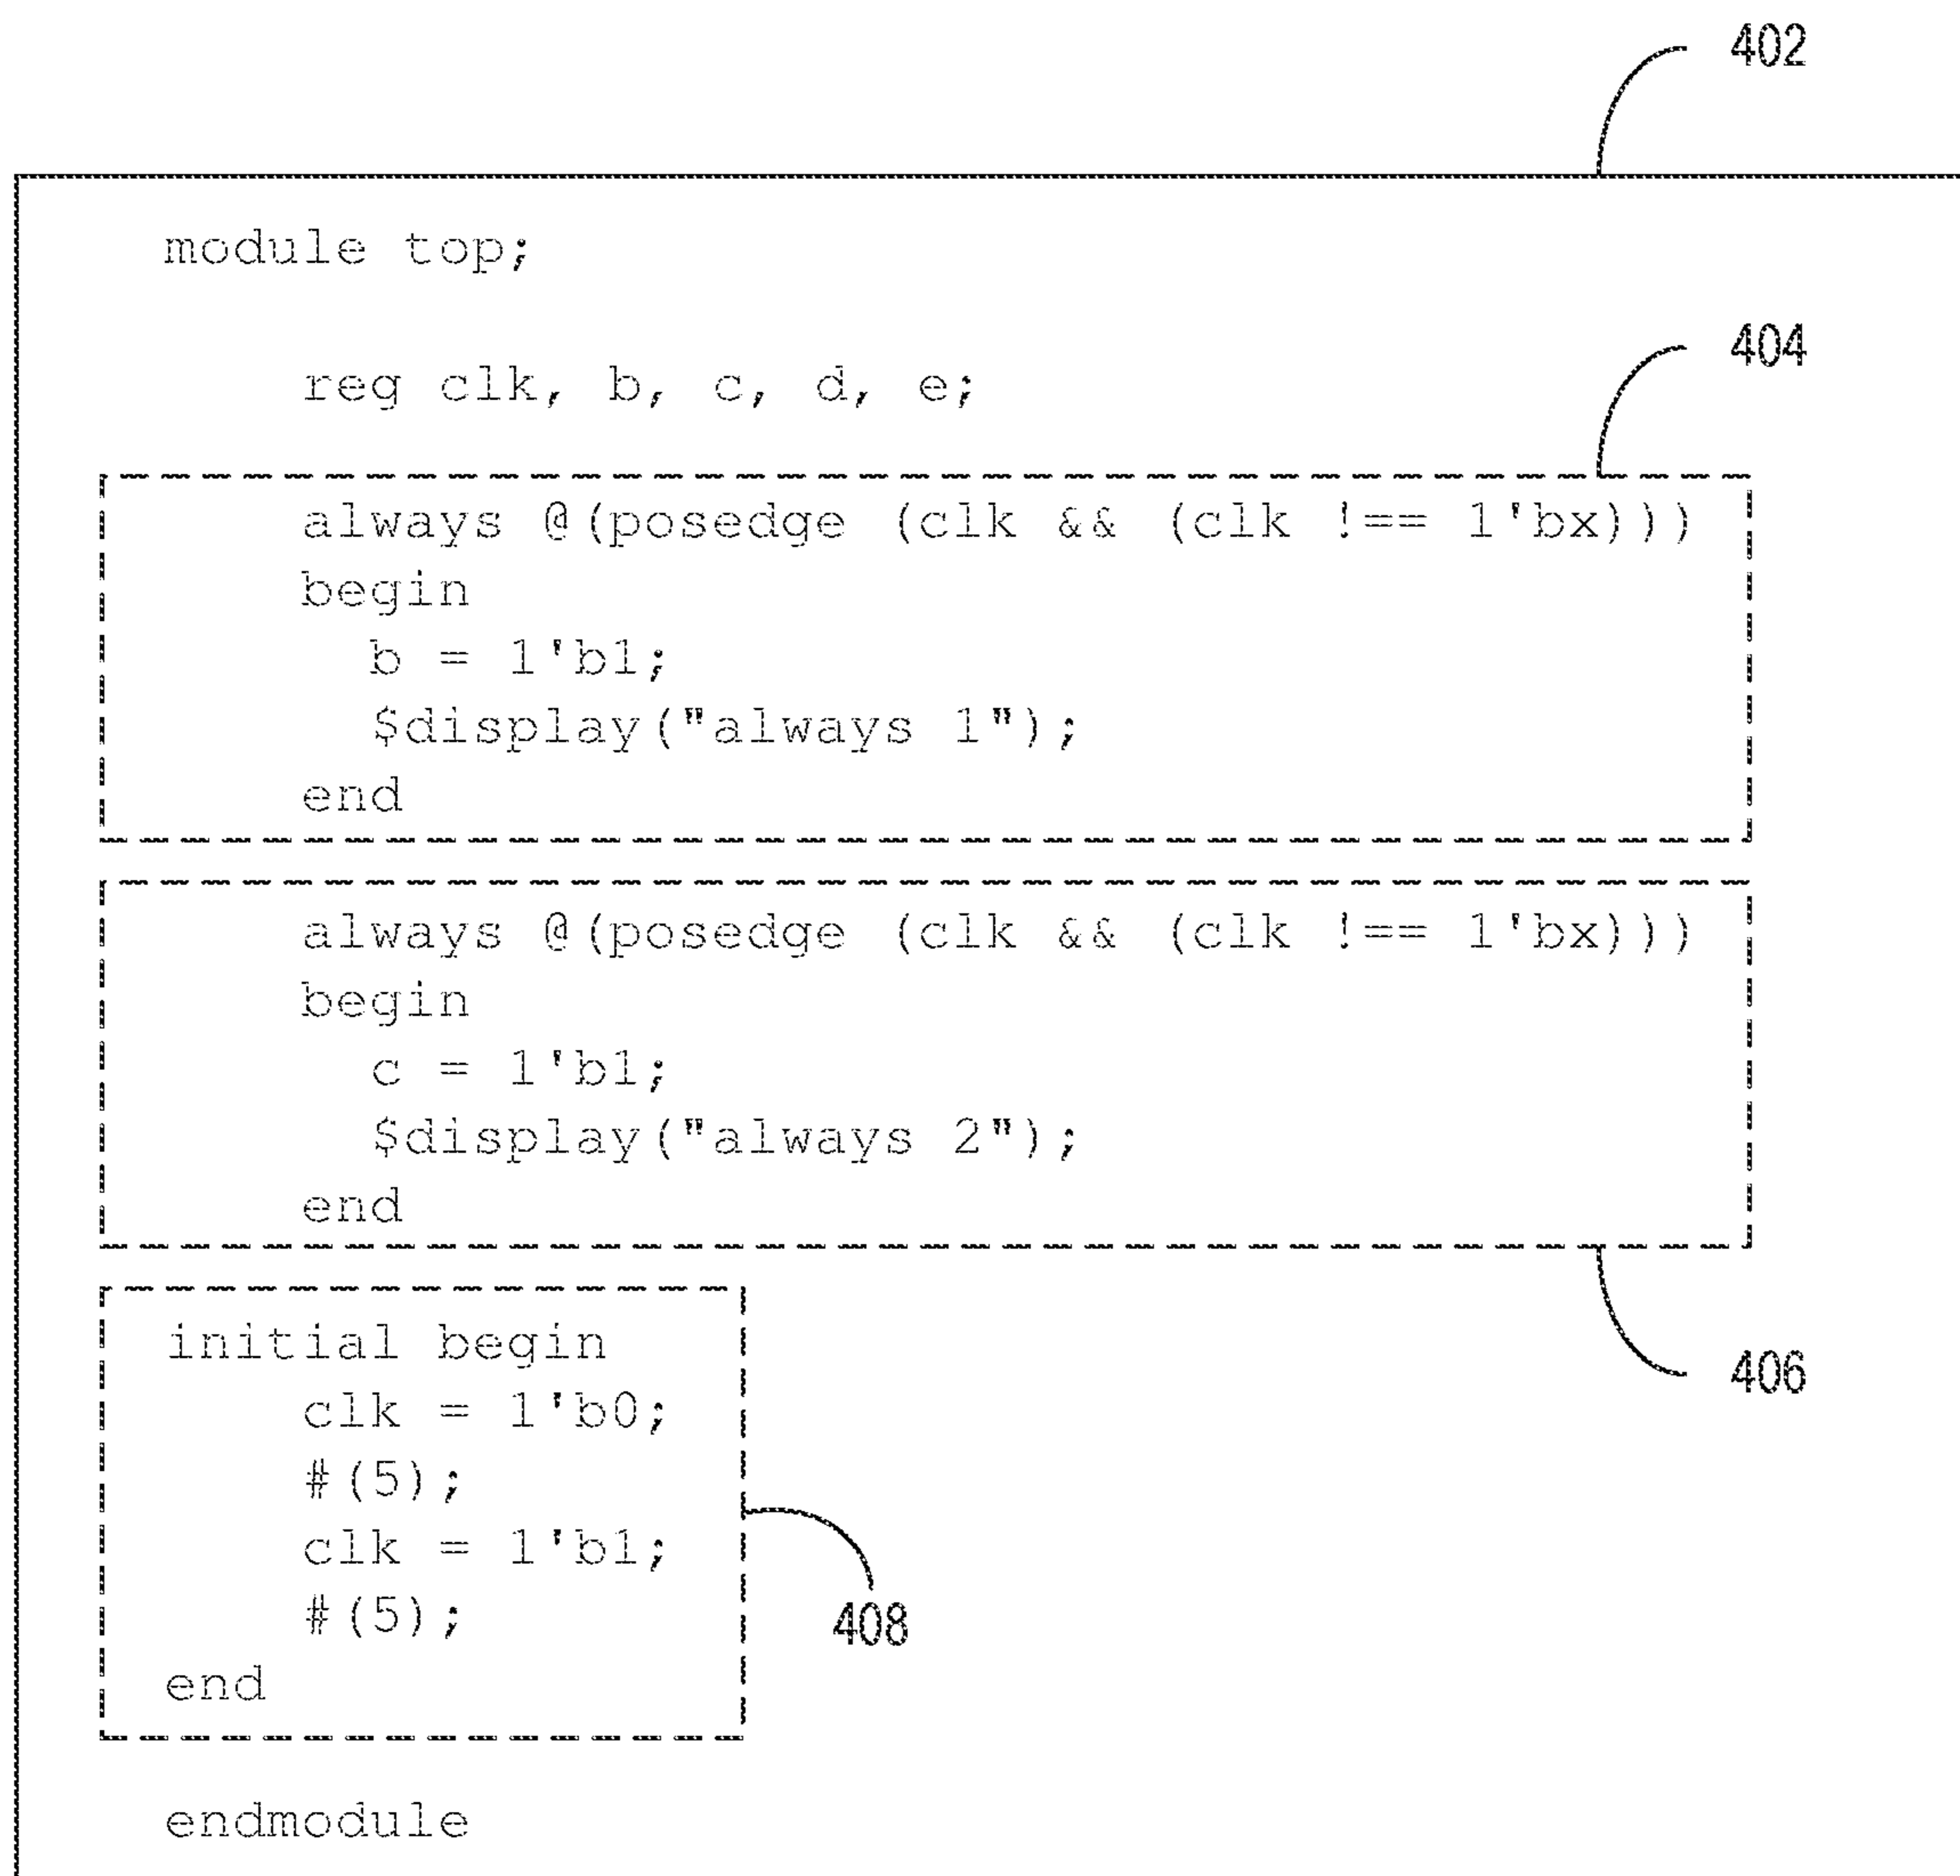 402
module top;
reg clk, b, c, d, e;
404
always @(posedge (clk && (clk !== 1'bx)))
begin
b = 1'b1;
$display("always 1");
end
always @(posedge (clk && (clk !== 1'bx)))
begin
c = 1'b1;
$display("always 2");
end
406
initial begin
clk = 1'b0;
#(5);
clk = 1'b1;
#(5);
end
408
endmodule